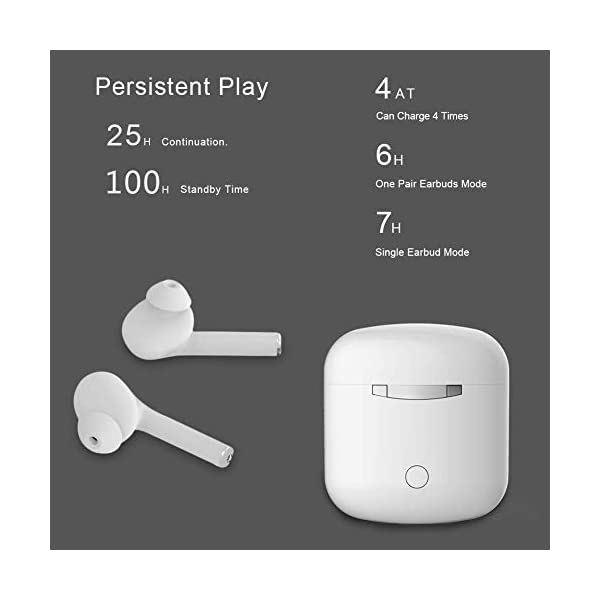 Persistent Play
25H Continuation.
100H Standby Time
4AT
Can Charge 4 Times
6H
One Pair Earbuds Mode
7H
Single Earbud Mode